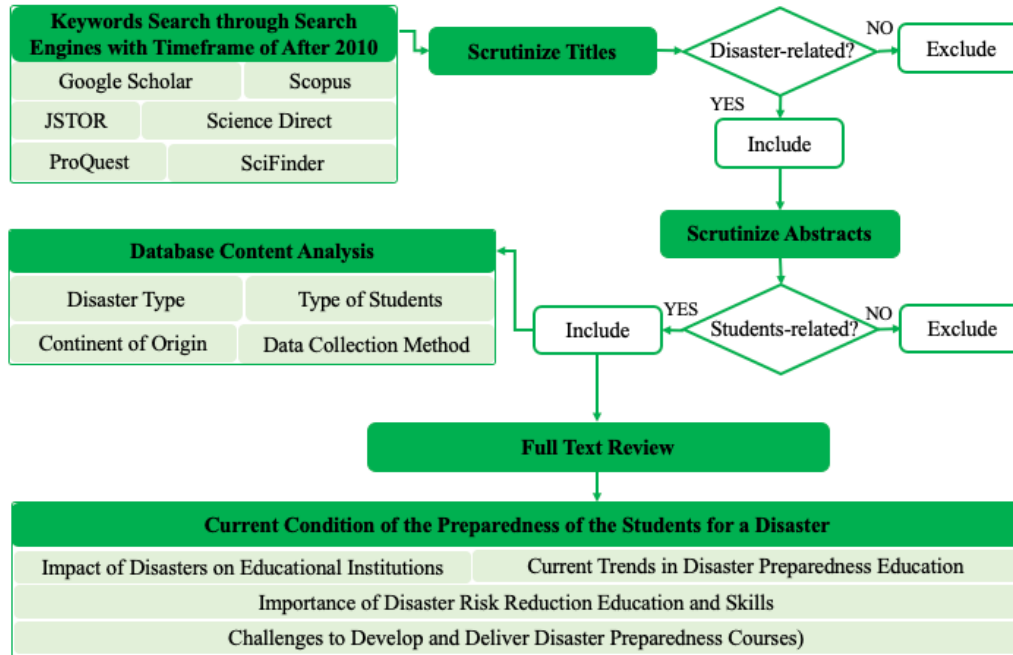 Keywords Search through Search
Engines with Timeframe of After 2010
Google Scholar
Scopus
JSTOR
Science Direct
ProQuest
SciFinder
Scrutinize Titles
Disaster-related?
NO
Exclude
YES
Include
Scrutinize Abstracts
Students-related?
NO
Exclude
YES
Include
Database Content Analysis
Disaster Type
Type of Students
Continent of Origin
Data Collection Method
Full Text Review
Current Condition of the Preparedness of the Students for a Disaster
Impact of Disasters on Educational Institutions
Current Trends in Disaster Preparedness Education
Importance of Disaster Risk Reduction Education and Skills
Challenges to Develop and Deliver Disaster Preparedness Courses)